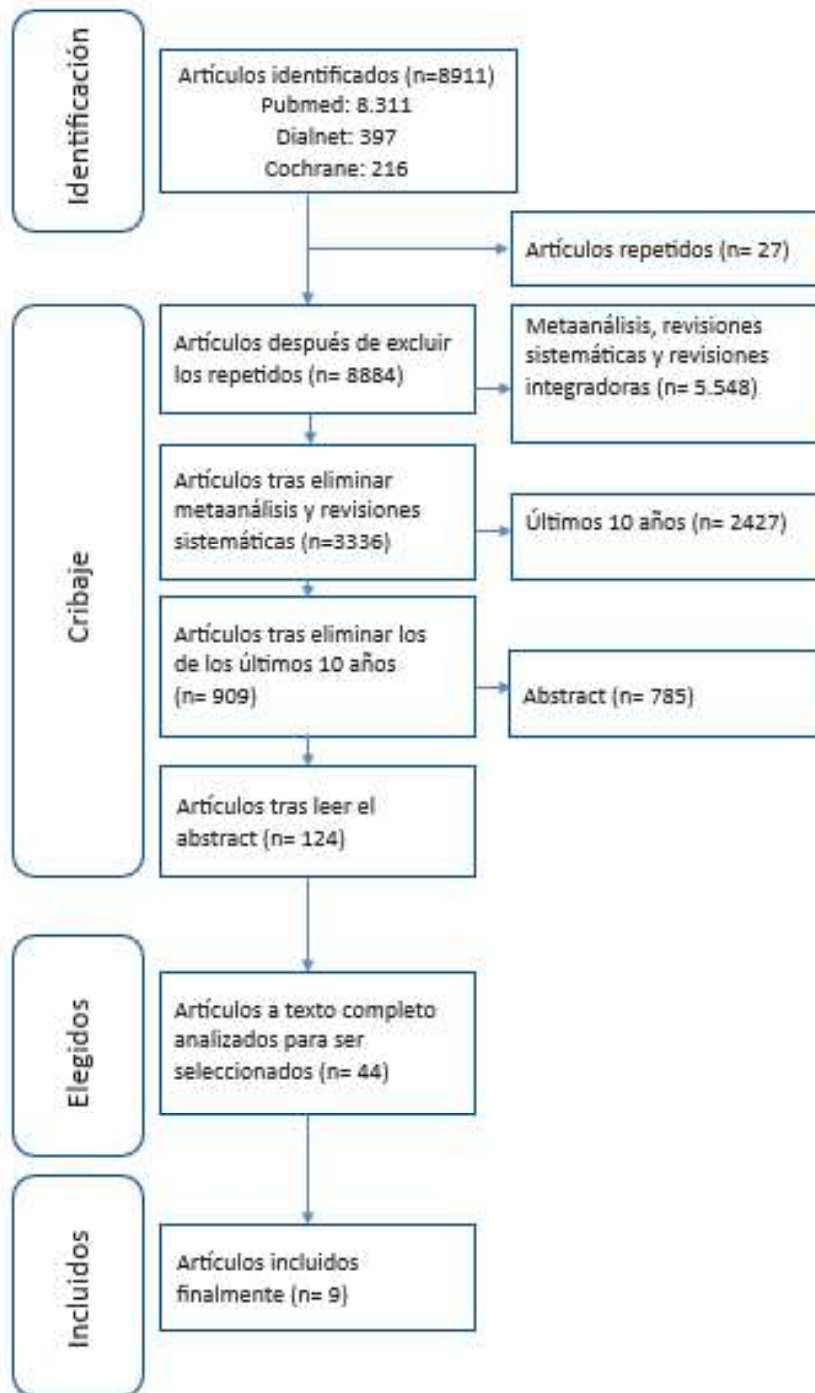 Identificación
Artículos identificados (n=8911)
Pubmed: 8.311
Dialnet: 397
Cochrane: 216
Artículos repetidos (n= 27)
Cribaje
Artículos después de excluir
los repetidos (n= 8884)
Metaanálisis, revisiones
sistemáticas y revisiones
integradoras (n= 5.548)
Artículos tras eliminar
metaanálisis y revisiones
sistemáticas (n=3336)
Últimos 10 años (n= 2427)
Artículos tras eliminar los
de los últimos 10 años
(n= 909)
Abstract (n= 785)
Artículos tras leer el
abstract (n= 124)
Elegidos
Artículos a texto completo
analizados para ser
seleccionados (n= 44)
Incluidos
Artículos incluidos
finalmente (n= 9)